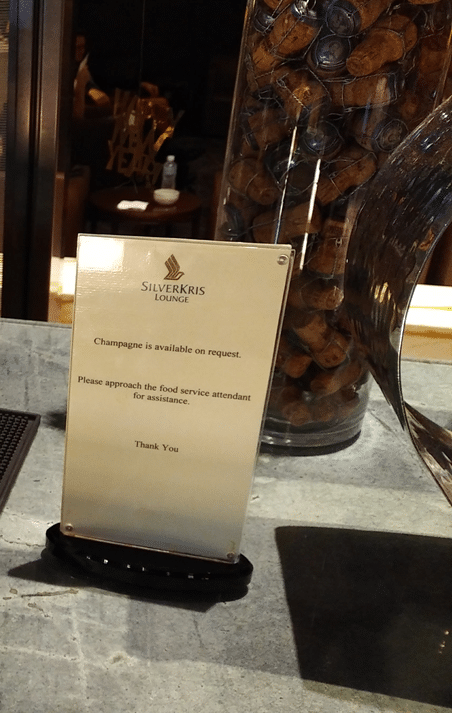 SILVERKRIS
LOUNGE
Champagne is available on request.
Please approach the food service attendant
for assistance.
Thank You